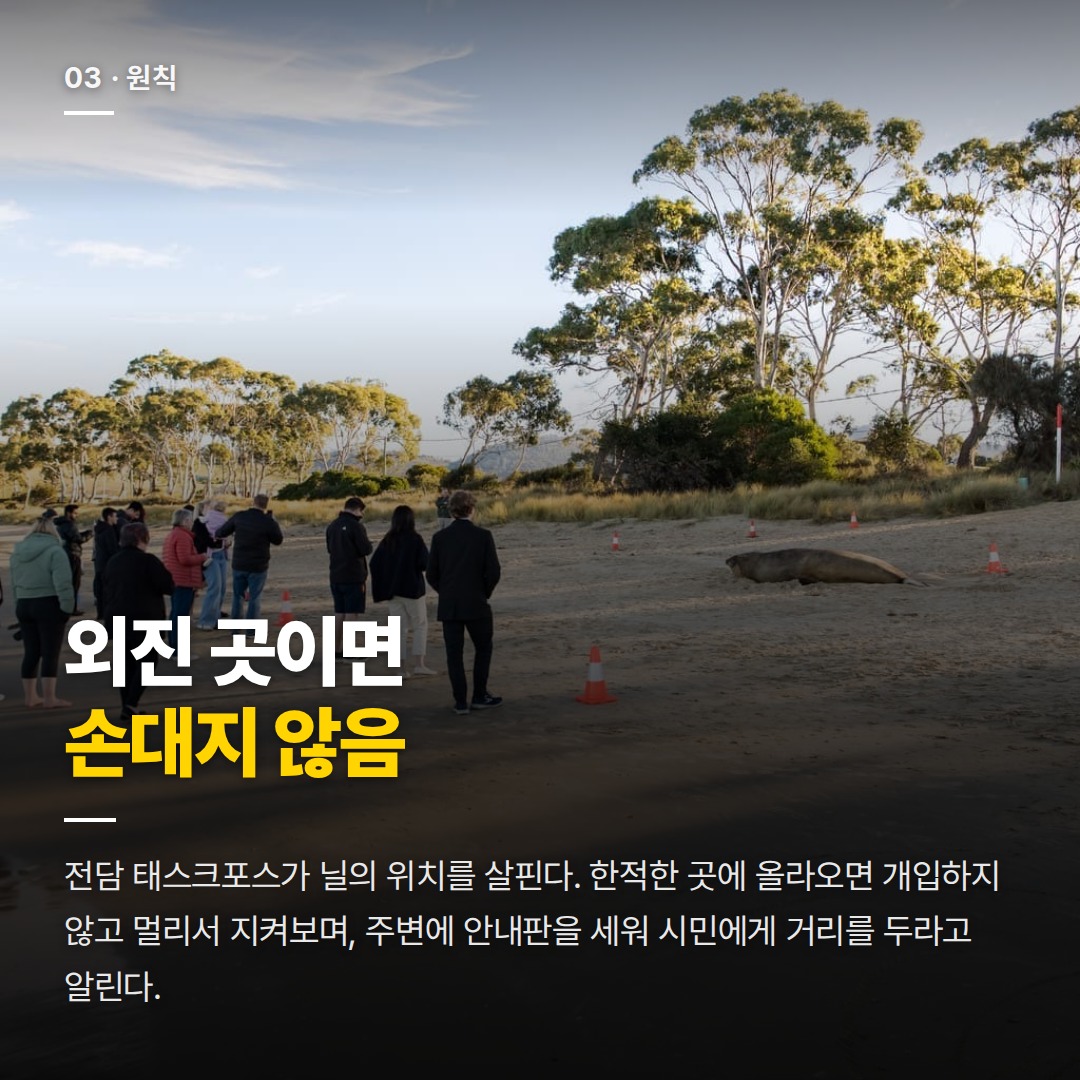 03 · 원칙
외진 곳이면
손대지 않음
전담 태스크포스가 닐의 위치를 살핀다. 한적한 곳에 올라오면 개입하지
않고 멀리서 지켜보며, 주변에 안내판을 세워 시민에게 거리를 두라고
알린다.